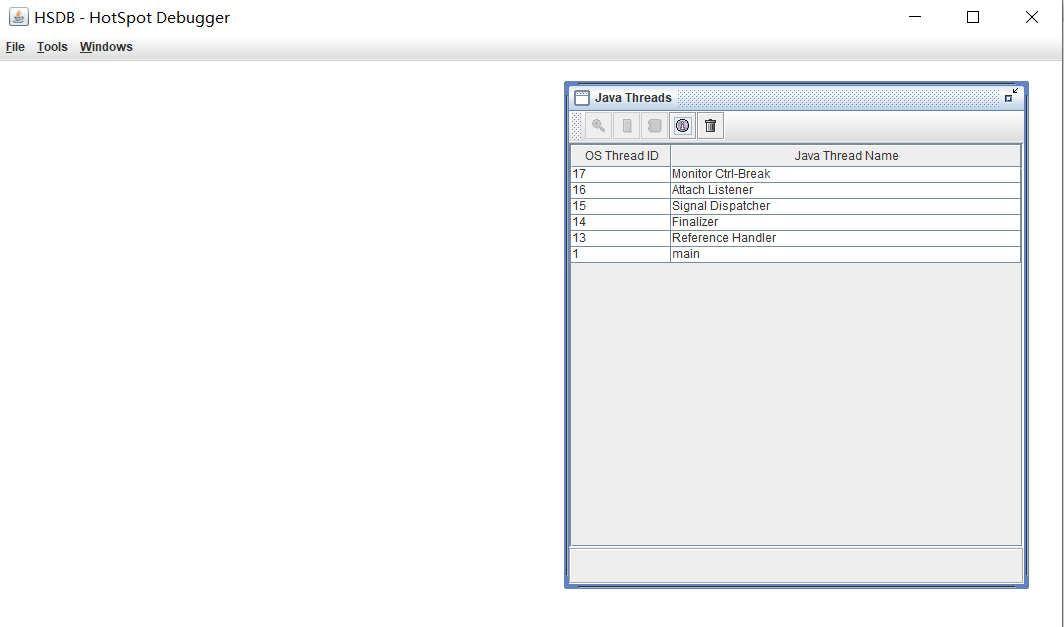 HSDB - HotSpot Debugger
File Tools Windows
Java Threads
OS Thread ID Java Thread Name
17 Monitor Ctrl-Break
16 Attach Listener
15 Signal Dispatcher
14 Finalizer
13 Reference Handler
1 main